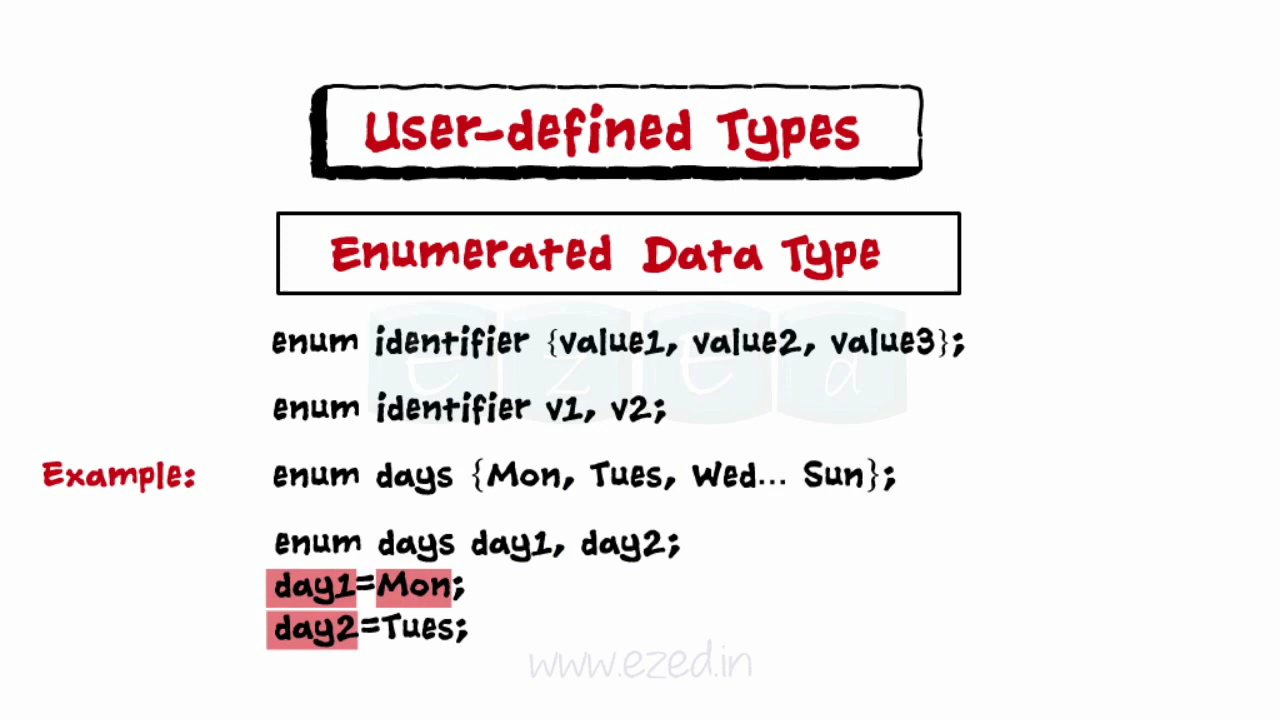 User-defined Types
Enumerated Data Type
enum identifier {value1, value2, value3};
enum identifier v1, v2;
Example: enum days {Mon, Tues, Wed... Sun};
enum days day1, day2;
day1=Mon;
day2=Tues;
ezEd
www.ezed.in